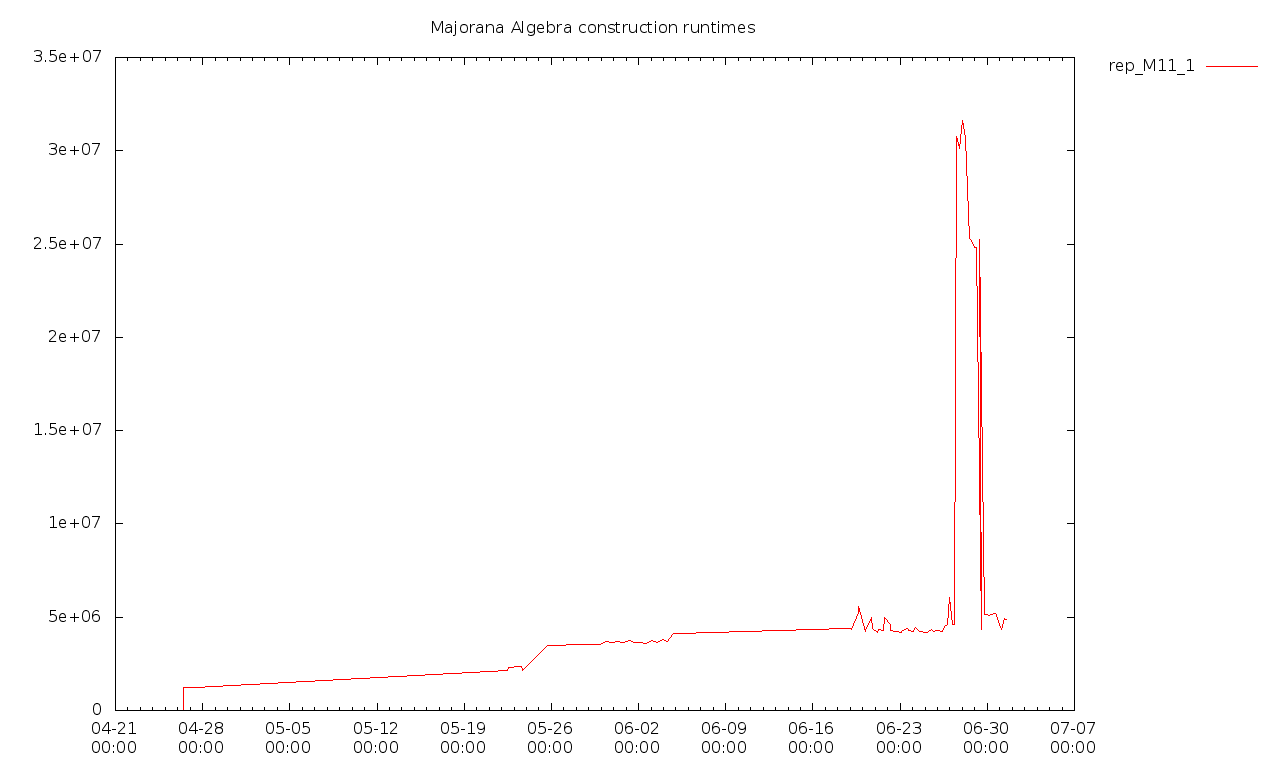 Majorana Algebra construction runtimes
rep_M11_1
3.5e+07
3e+07
2.5e+07
2e+07
1.5e+07
1e+07
5e+06
0
04-21 04-28 05-05 05-12 05-19 05-26 06-02 06-09 06-16 06-23 06-30 07-07
00:00 00:00 00:00 00:00 00:00 00:00 00:00 00:00 00:00 00:00 00:00 00:00